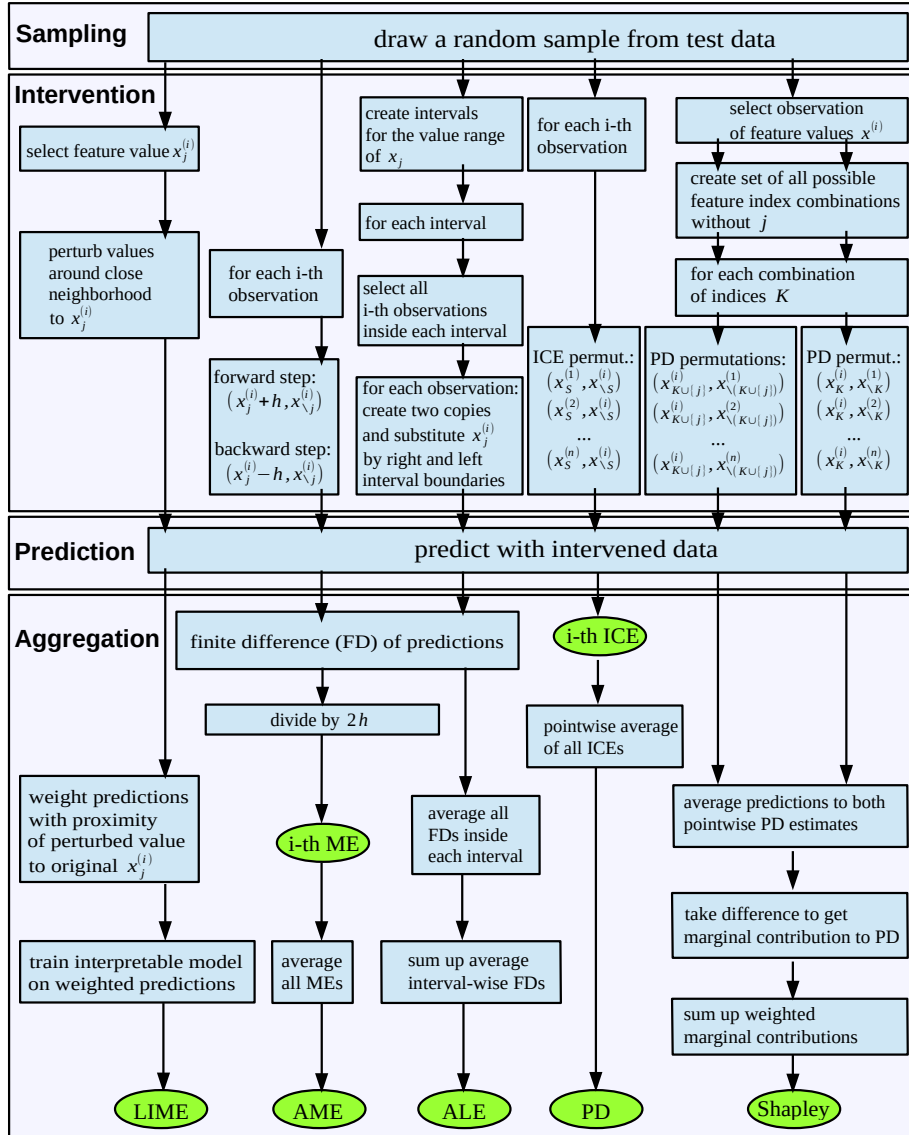 Sampling
draw a random sample from test data
Intervention
select feature value x_j^{(i)}
perturb values
around close
neighborhood
to x_j^{(i)}
for each i-th
observation
forward step:
(x_j^{(i)}+h, x_{\j}^{(i)})
backward step:
(x_j^{(i)}−h, x_{\j}^{(i)})
create intervals
for the value range
of x_j
for each interval
select all
i-th observations
inside each interval
for each observation:
create two copies
and substitute x_j^{(i)}
by right and left
interval boundaries
for each i-th
observation
ICE permut.:
(x_S^{(1)}, x_{\S}^{(i)})
(x_S^{(2)}, x_{\S}^{(i)})
...
(x_S^{(n)}, x_{\S}^{(i)})
select observation
of feature values x^{(i)}
create set of all possible
feature index combinations
without j
for each combination
of indices K
PD permutations:
(x_{K∪{j}}^{(i)}, x_{\(K∪{j})}^{(1)})
(x_{K∪{j}}^{(i)}, x_{\(K∪{j})}^{(2)})
...
(x_{K∪{j}}^{(i)}, x_{\(K∪{j})}^{(n)})
PD permut.:
(x_K^{(i)}, x_{\K}^{(1)})
(x_K^{(i)}, x_{\K}^{(2)})
...
(x_K^{(i)}, x_{\K}^{(n)})
Prediction
predict with intervened data
Aggregation
finite difference (FD) of predictions
i-th ICE
divide by 2h
pointwise average
of all ICEs
weight predictions
with proximity
of perturbed value
to original x_j^{(i)}
i-th ME
average all
FDs inside
each interval
average predictions to both
pointwise PD estimates
train interpretable model
on weighted predictions
average
all MEs
sum up average
interval-wise FDs
take difference to get
marginal contribution to PD
sum up weighted
marginal contributions
LIME
AME
ALE
PD
Shapley